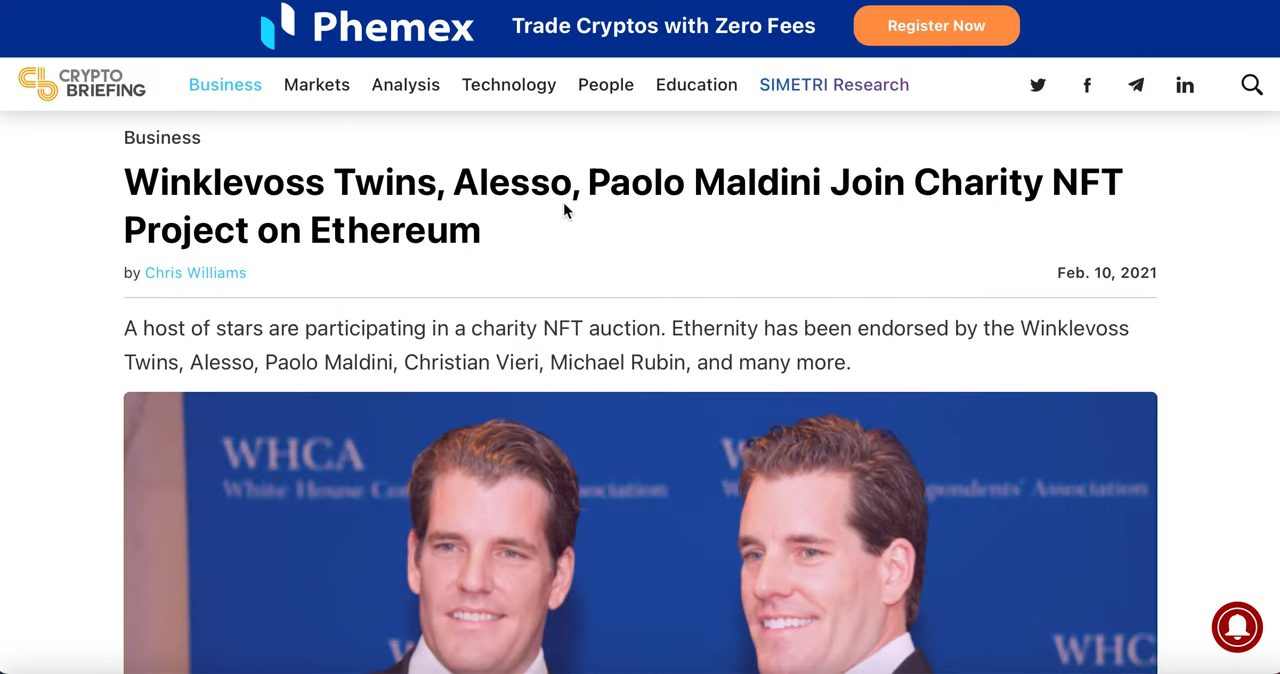 Phemex Trade Cryptos with Zero Fees Register Now
CRYPTO
BRIEFING
Business Markets Analysis Technology People Education SIMETRI Research
Business
Winklevoss Twins, Alesso, Paolo Maldini Join Charity NFT
Project on Ethereum
by Chris Williams Feb. 10, 2021
A host of stars are participating in a charity NFT auction. Ethernity has been endorsed by the Winklevoss
Twins, Alesso, Paolo Maldini, Christian Vieri, Michael Rubin, and many more.
WHCA
White House
WHC